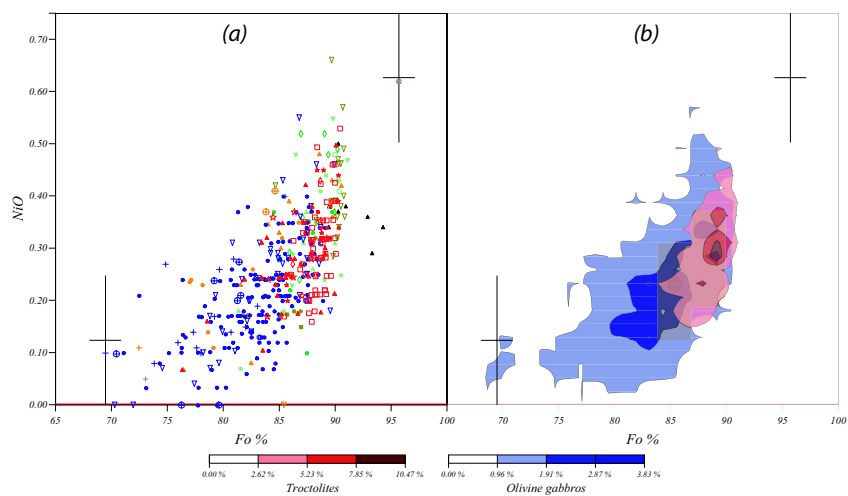 (a) (b)
0.70
0.60
0.50
NiO
0.40
0.30
0.20
0.10
0.00
65 70 75 80 85 90 95 100 70 75 80 85 90 95 100
Fo % Fo %
0.00 % 2.62 % 5.23 % 7.85 % 10.47 % 0.00 % 0.96 % 1.91 % 2.87 % 3.83 %
Troctolites Olivine gabbros